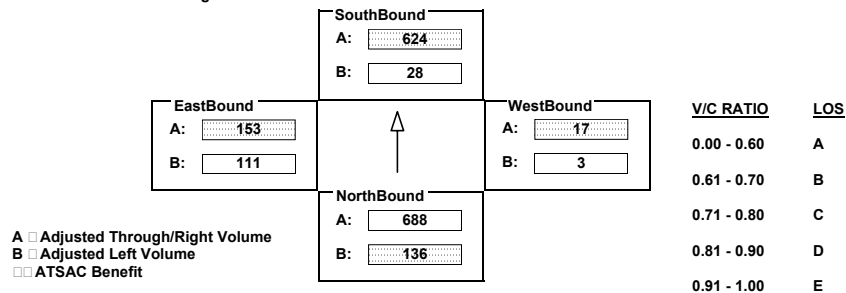 SouthBound
A: 624
B: 28
EastBound
A: 153
B: 111
WestBound
A: 17
B: 3
NorthBound
A: 688
B: 136
A □ Adjusted Through/Right Volume
B □ Adjusted Left Volume
□□ ATSAC Benefit
V/C RATIO LOS
0.00 - 0.60 A
0.61 - 0.70 B
0.71 - 0.80 C
0.81 - 0.90 D
0.91 - 1.00 E